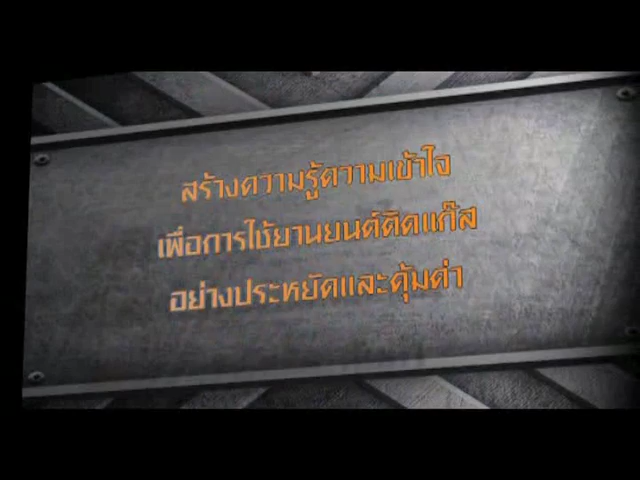 สร้างความรู้ความเข้าใจ
เพื่อการใช้ยานยนต์ติดแก๊ส
อย่างประหยัดและคุ้มค่า